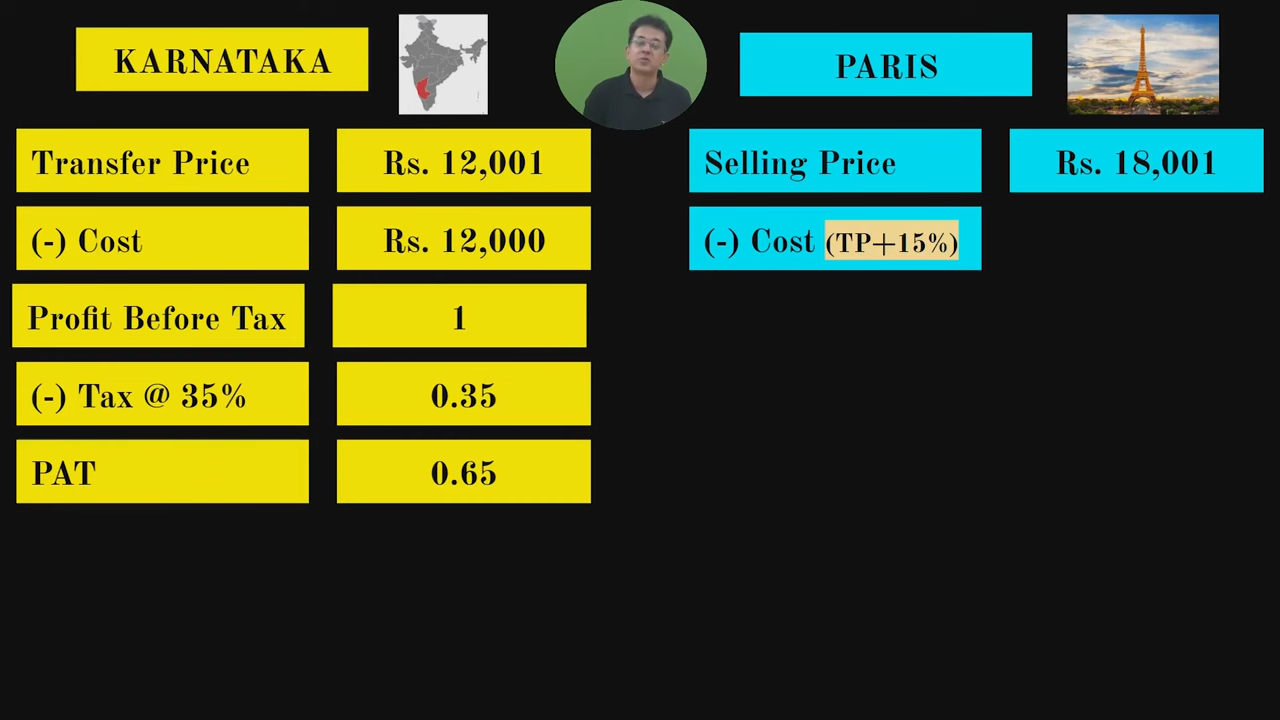 KARNATAKA
PARIS
Transfer Price Rs. 12,001
(-) Cost Rs. 12,000
Profit Before Tax 1
(-) Tax @ 35% 0.35
PAT 0.65
Selling Price Rs. 18,001
(-) Cost (TP+15%)